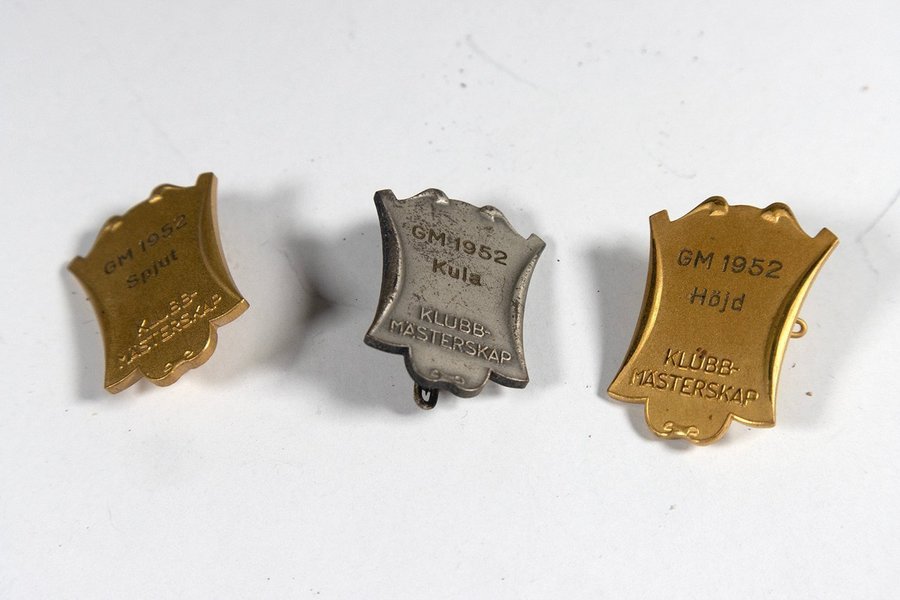 GM 1952
Spjut
KLUBB-
MÄSTERSKAP
GM 1952
Kula
KLUBB-
MÄSTERSKAP
GM 1952
Höjd
KLUBB-
MÄSTERSKAP